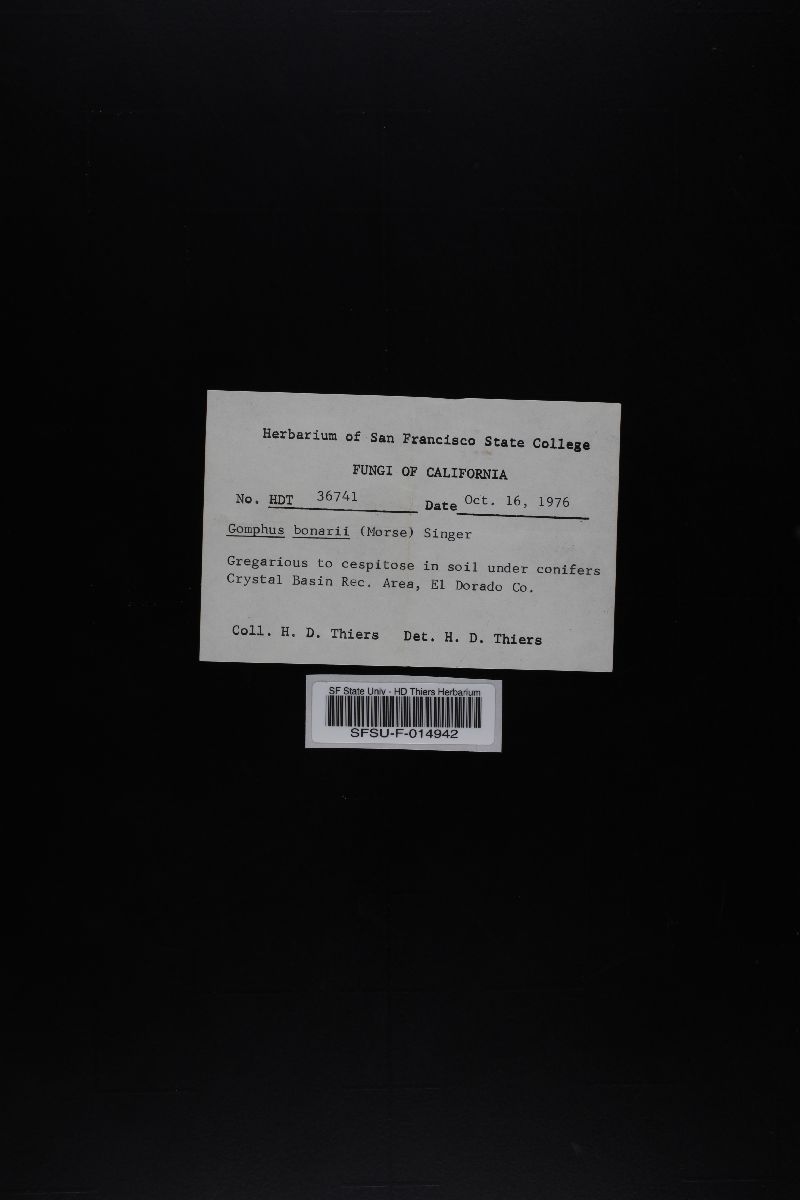 Herbarium of San Francisco State College
FUNGI OF CALIFORNIA
No. HDT 36741 Date Oct. 16, 1976
Gomphus bonarii (Morse) Singer
Gregarious to cespitose in soil under conifers
Crystal Basin Rec. Area, El Dorado Co.
Coll. H. D. Thiers Det. H. D. Thiers
SF State Univ - HD Thiers Herbarium
SFSU-F-014942